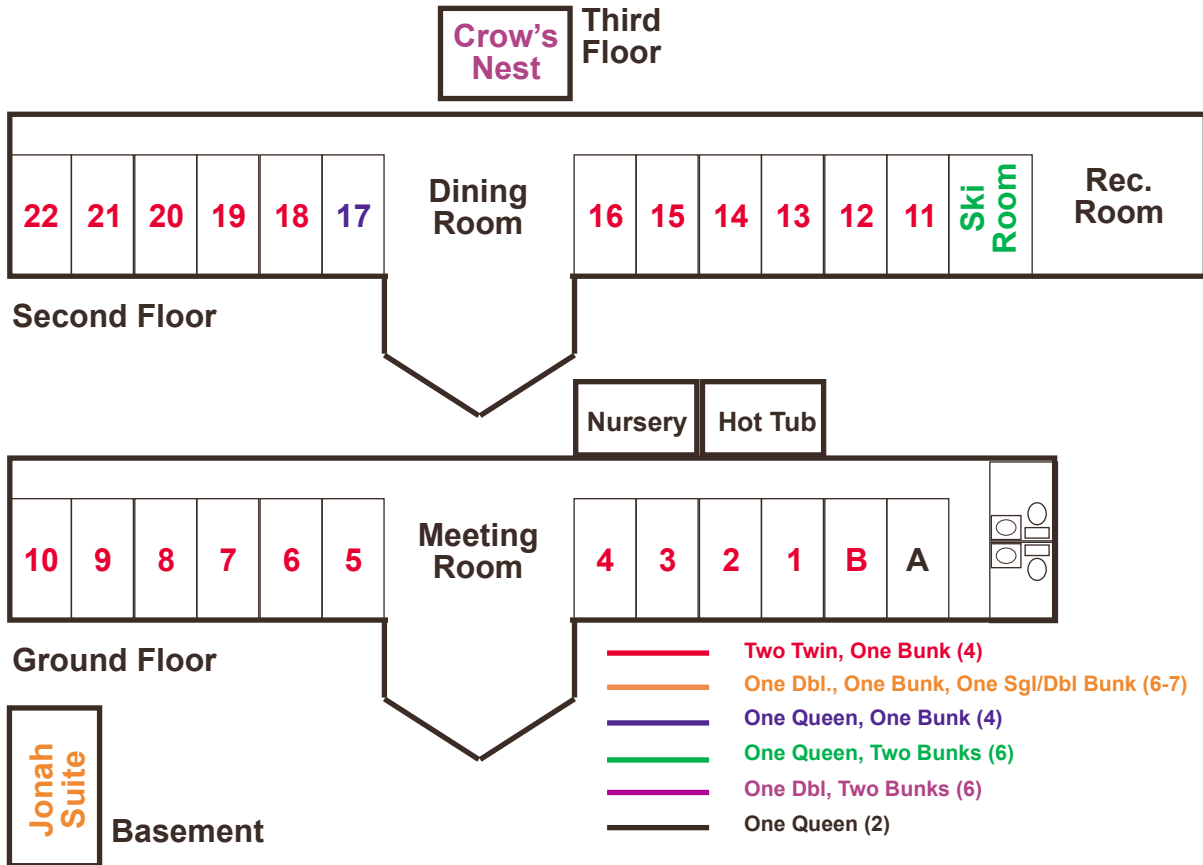 Crow's
Nest
Third
Floor
22 21 20 19 18 17
Dining
Room
16 15 14 13 12 11
Ski
Room
Rec.
Room
Second Floor
Nursery
Hot Tub
10 9 8 7 6 5
Meeting
Room
4 3 2 1 B A
Ground Floor
Two Twin, One Bunk (4)
One Dbl., One Bunk, One Sgl/Dbl Bunk (6-7)
One Queen, One Bunk (4)
One Queen, Two Bunks (6)
One Dbl, Two Bunks (6)
One Queen (2)
Jonah
Suite
Basement